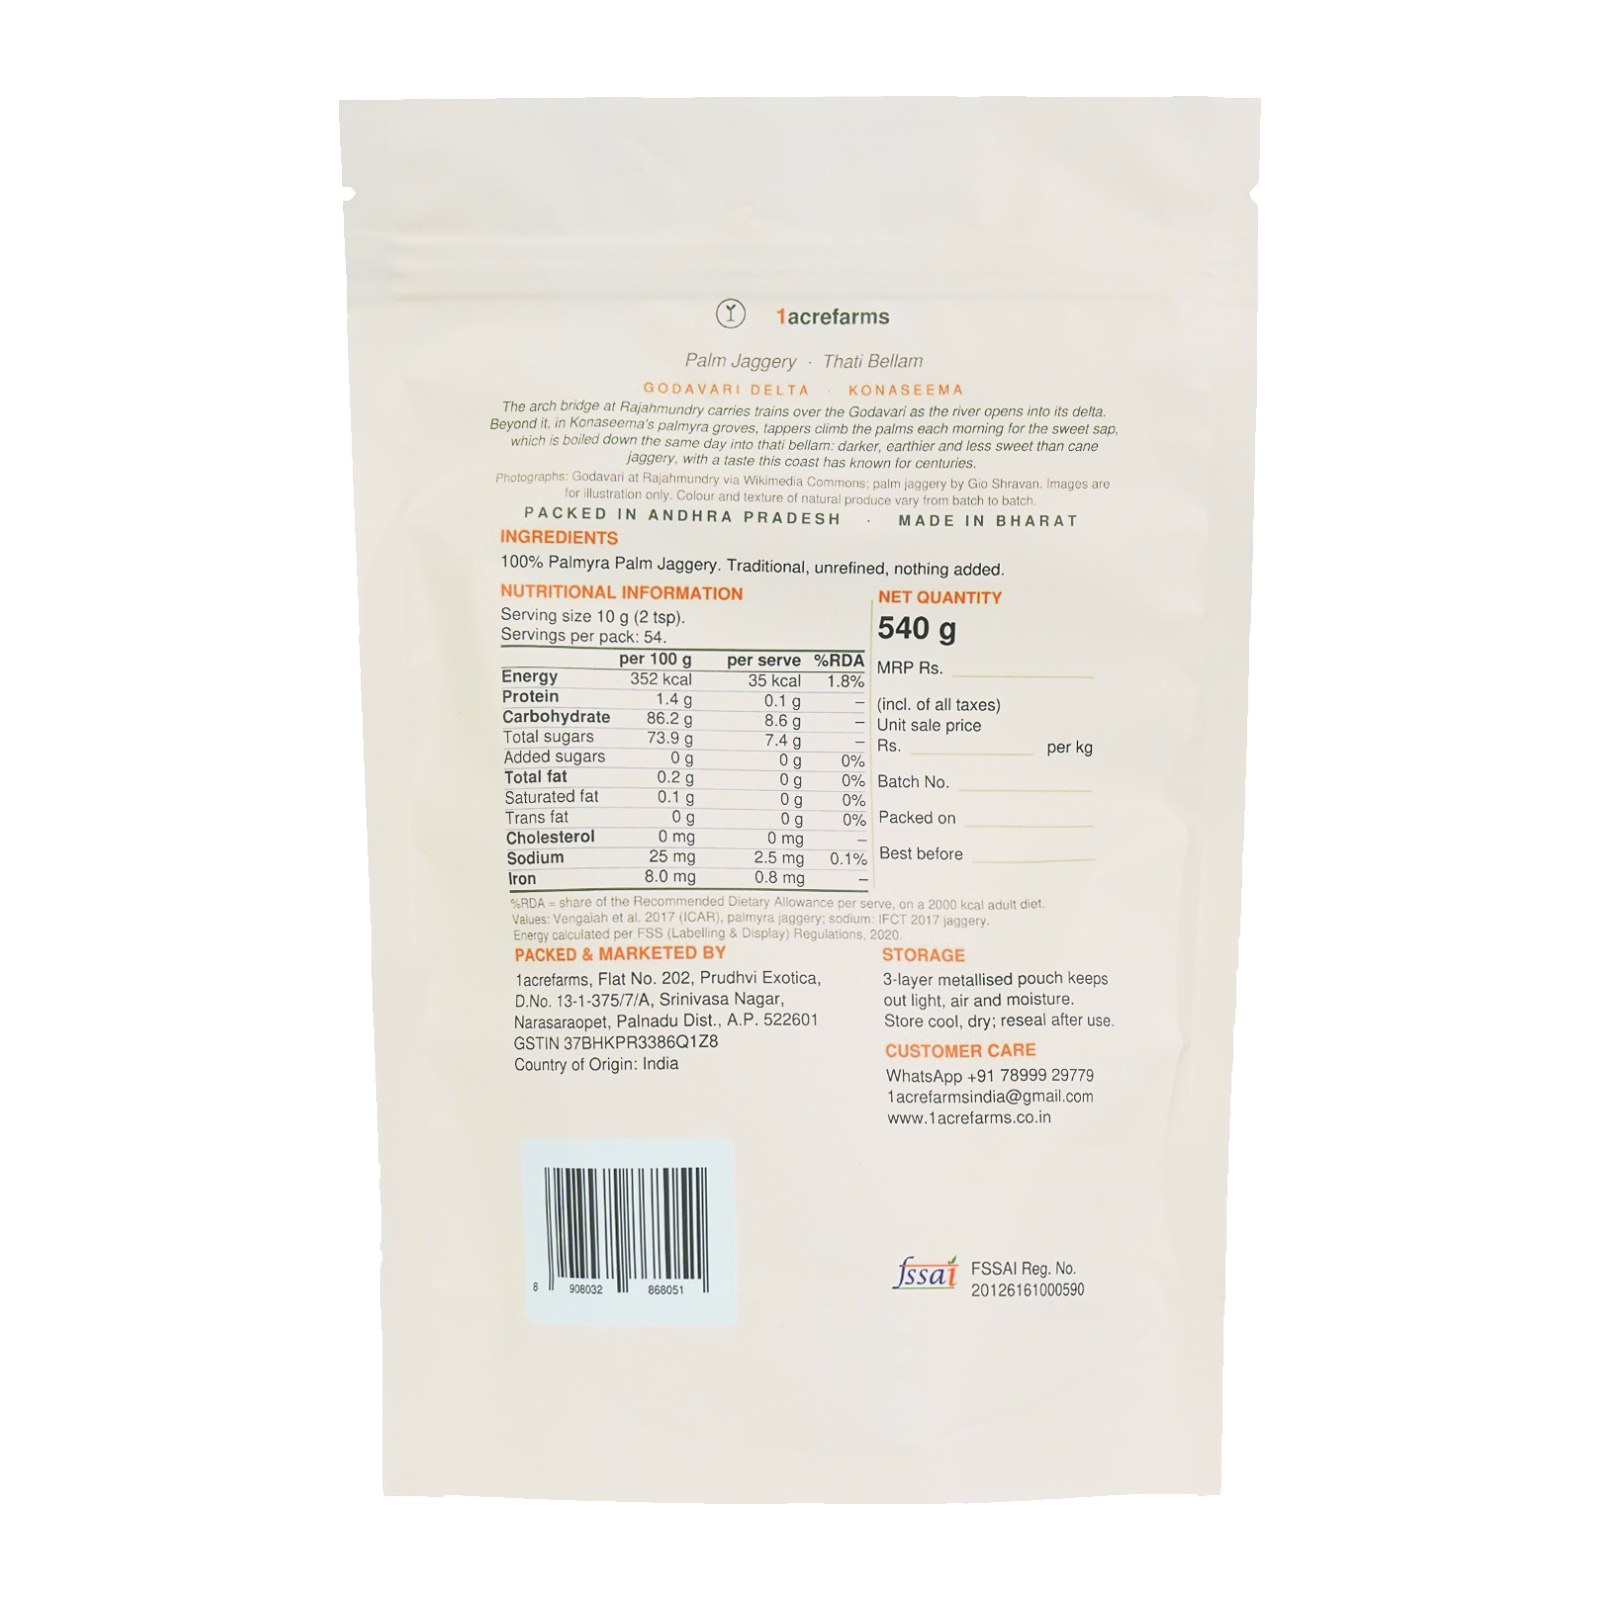 1acrefarms
Palm Jaggery · Thati Bellam
GODAVARI DELTA · KONASEEMA
The arch bridge at Rajahmundry carries trains over the Godavari as the river opens into its delta.
Beyond it, in Konaseema's palmyra groves, tappers climb the palms each morning for the sweet sap,
which is boiled down the same day into thati bellam: darker, earthier and less sweet than cane
jaggery, with a taste this coast has known for centuries.
Photographs: Godavari at Rajahmundry via Wikimedia Commons; palm jaggery by Gio Shravan. Images are
for illustration only. Colour and texture of natural produce vary from batch to batch.
PACKED IN ANDHRA PRADESH · MADE IN BHARAT
INGREDIENTS
100% Palmyra Palm Jaggery. Traditional, unrefined, nothing added.
NUTRITIONAL INFORMATION
Serving size 10 g (2 tsp).
Servings per pack: 54.
per 100 g per serve %RDA
Energy 352 kcal 35 kcal 1.8%
Protein 1.4 g 0.1 g –
Carbohydrate 86.2 g 8.6 g –
Total sugars 73.9 g 7.4 g –
Added sugars 0 g 0 g 0%
Total fat 0.2 g 0 g 0%
Saturated fat 0.1 g 0 g 0%
Trans fat 0 g 0 g 0%
Cholesterol 0 mg 0 mg –
Sodium 25 mg 2.5 mg 0.1%
Iron 8.0 mg 0.8 mg –
NET QUANTITY
540 g
MRP Rs.
(incl. of all taxes)
Unit sale price
Rs. per kg
Batch No.
Packed on
Best before
%RDA = share of the Recommended Dietary Allowance per serve, on a 2000 kcal adult diet.
Values: Vengaiah et al. 2017 (ICAR), palmyra jaggery; sodium: IFCT 2017 jaggery.
Energy calculated per FSS (Labelling & Display) Regulations, 2020.
PACKED & MARKETED BY
1acrefarms, Flat No. 202, Prudhvi Exotica,
D.No. 13-1-375/7/A, Srinivasa Nagar,
Narasaraopet, Palnadu Dist., A.P. 522601
GSTIN 37BHKPR3386Q1Z8
Country of Origin: India
STORAGE
3-layer metallised pouch keeps
out light, air and moisture.
Store cool, dry; reseal after use.
CUSTOMER CARE
WhatsApp +91 78999 29779
1acrefarmsindia@gmail.com
www.1acrefarms.co.in
8 908032 868051
fssai
FSSAI Reg. No.
20126161000590